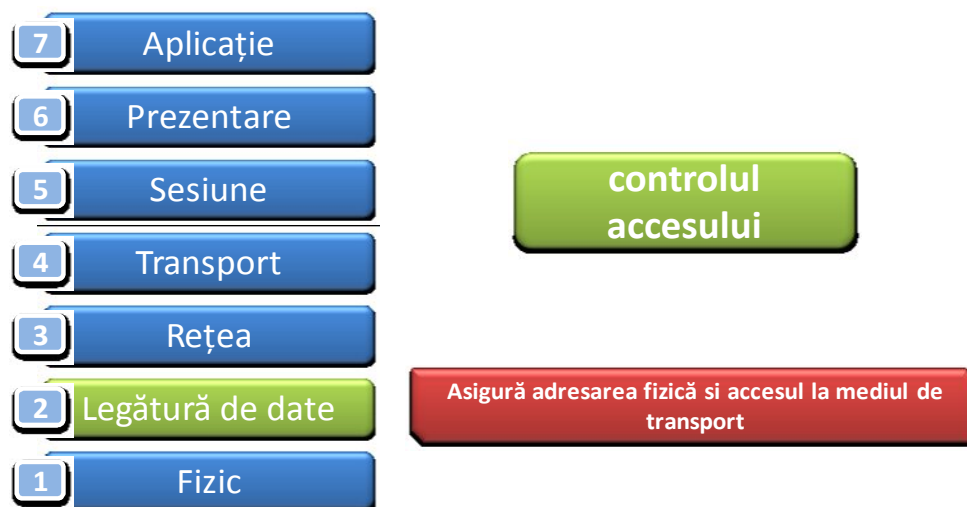 7 Aplicație
6 Prezentare
5 Sesiune
4 Transport
3 Rețea
2 Legătură de date
1 Fizic
controlul
accesului
Asigură adresarea fizică si accesul la mediul de
transport